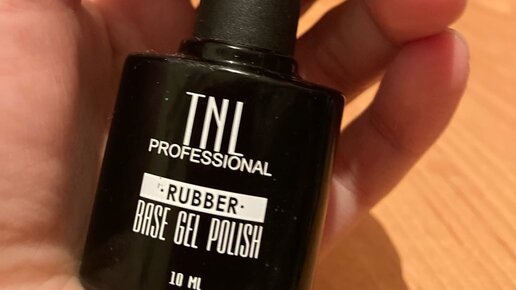 TNL
PROFESSIONAL
·RUBBER·
BASE GEL POLISH
10 ML